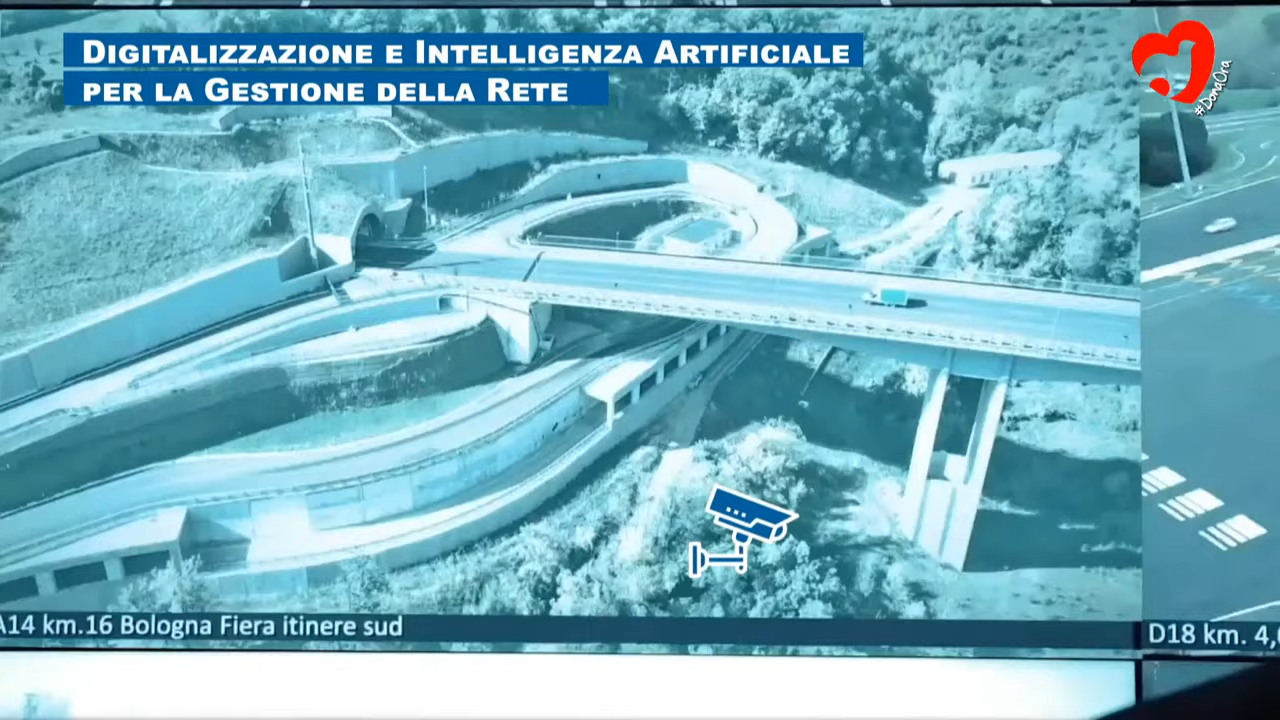 Digitalizzazione e Intelligenza Artificiale
per la Gestione della Rete
#DonaOra
A14 km.16 Bologna Fiera itinere sud
D18 km. 4,